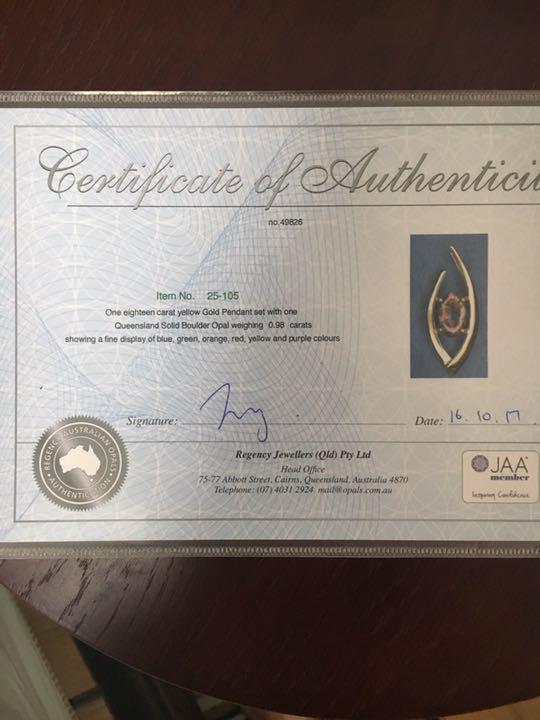 Certificate of Authentici
no.49826
Item No. 25-105
One eighteen carat yellow Gold Pendant set with one
Queensland Solid Boulder Opal weighing 0.98 carats
showing a fine display of blue, green, orange, red, yellow and purple colours
Signature:
Date: 16.10.17.
Regency Jewellers (Qld) Pty Ltd
Head Office
75-77 Abbott Street, Cairns, Queensland, Australia 4870
Telephone: (07) 4031 2924 mail@opals.com.au
AUSTRALIAN OPALS
JAA
member
Inspiring Confidence